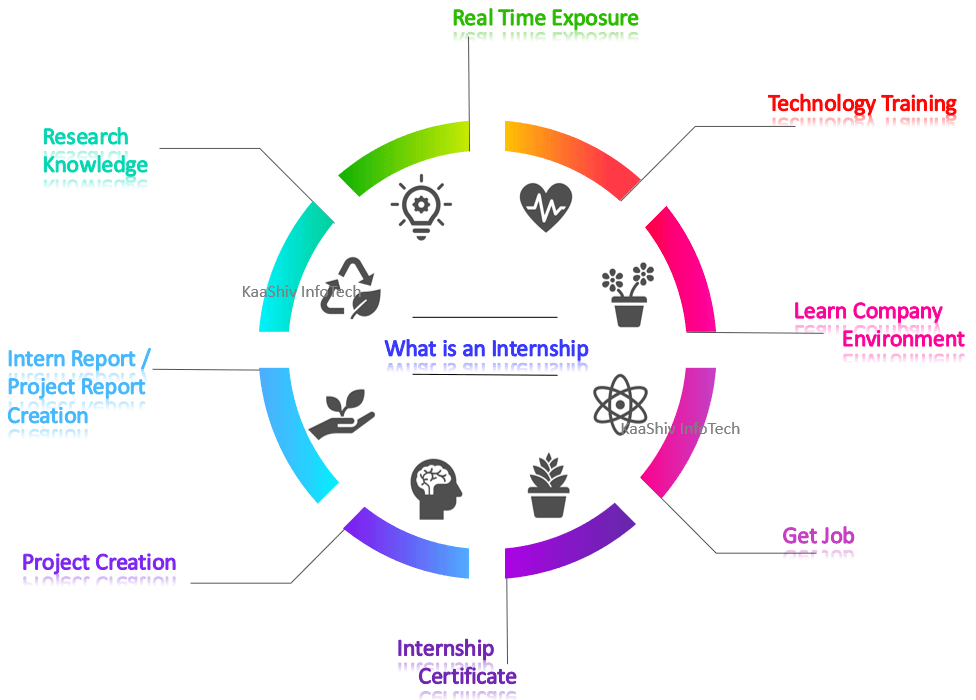 Real Time Exposure
Technology Training
Research
Knowledge
KaaShiv InfoTech
Learn Company
Environment
What is an Internship
Intern Report /
Project Report
Creation
KaaShiv InfoTech
Get Job
Project Creation
Internship
Certificate